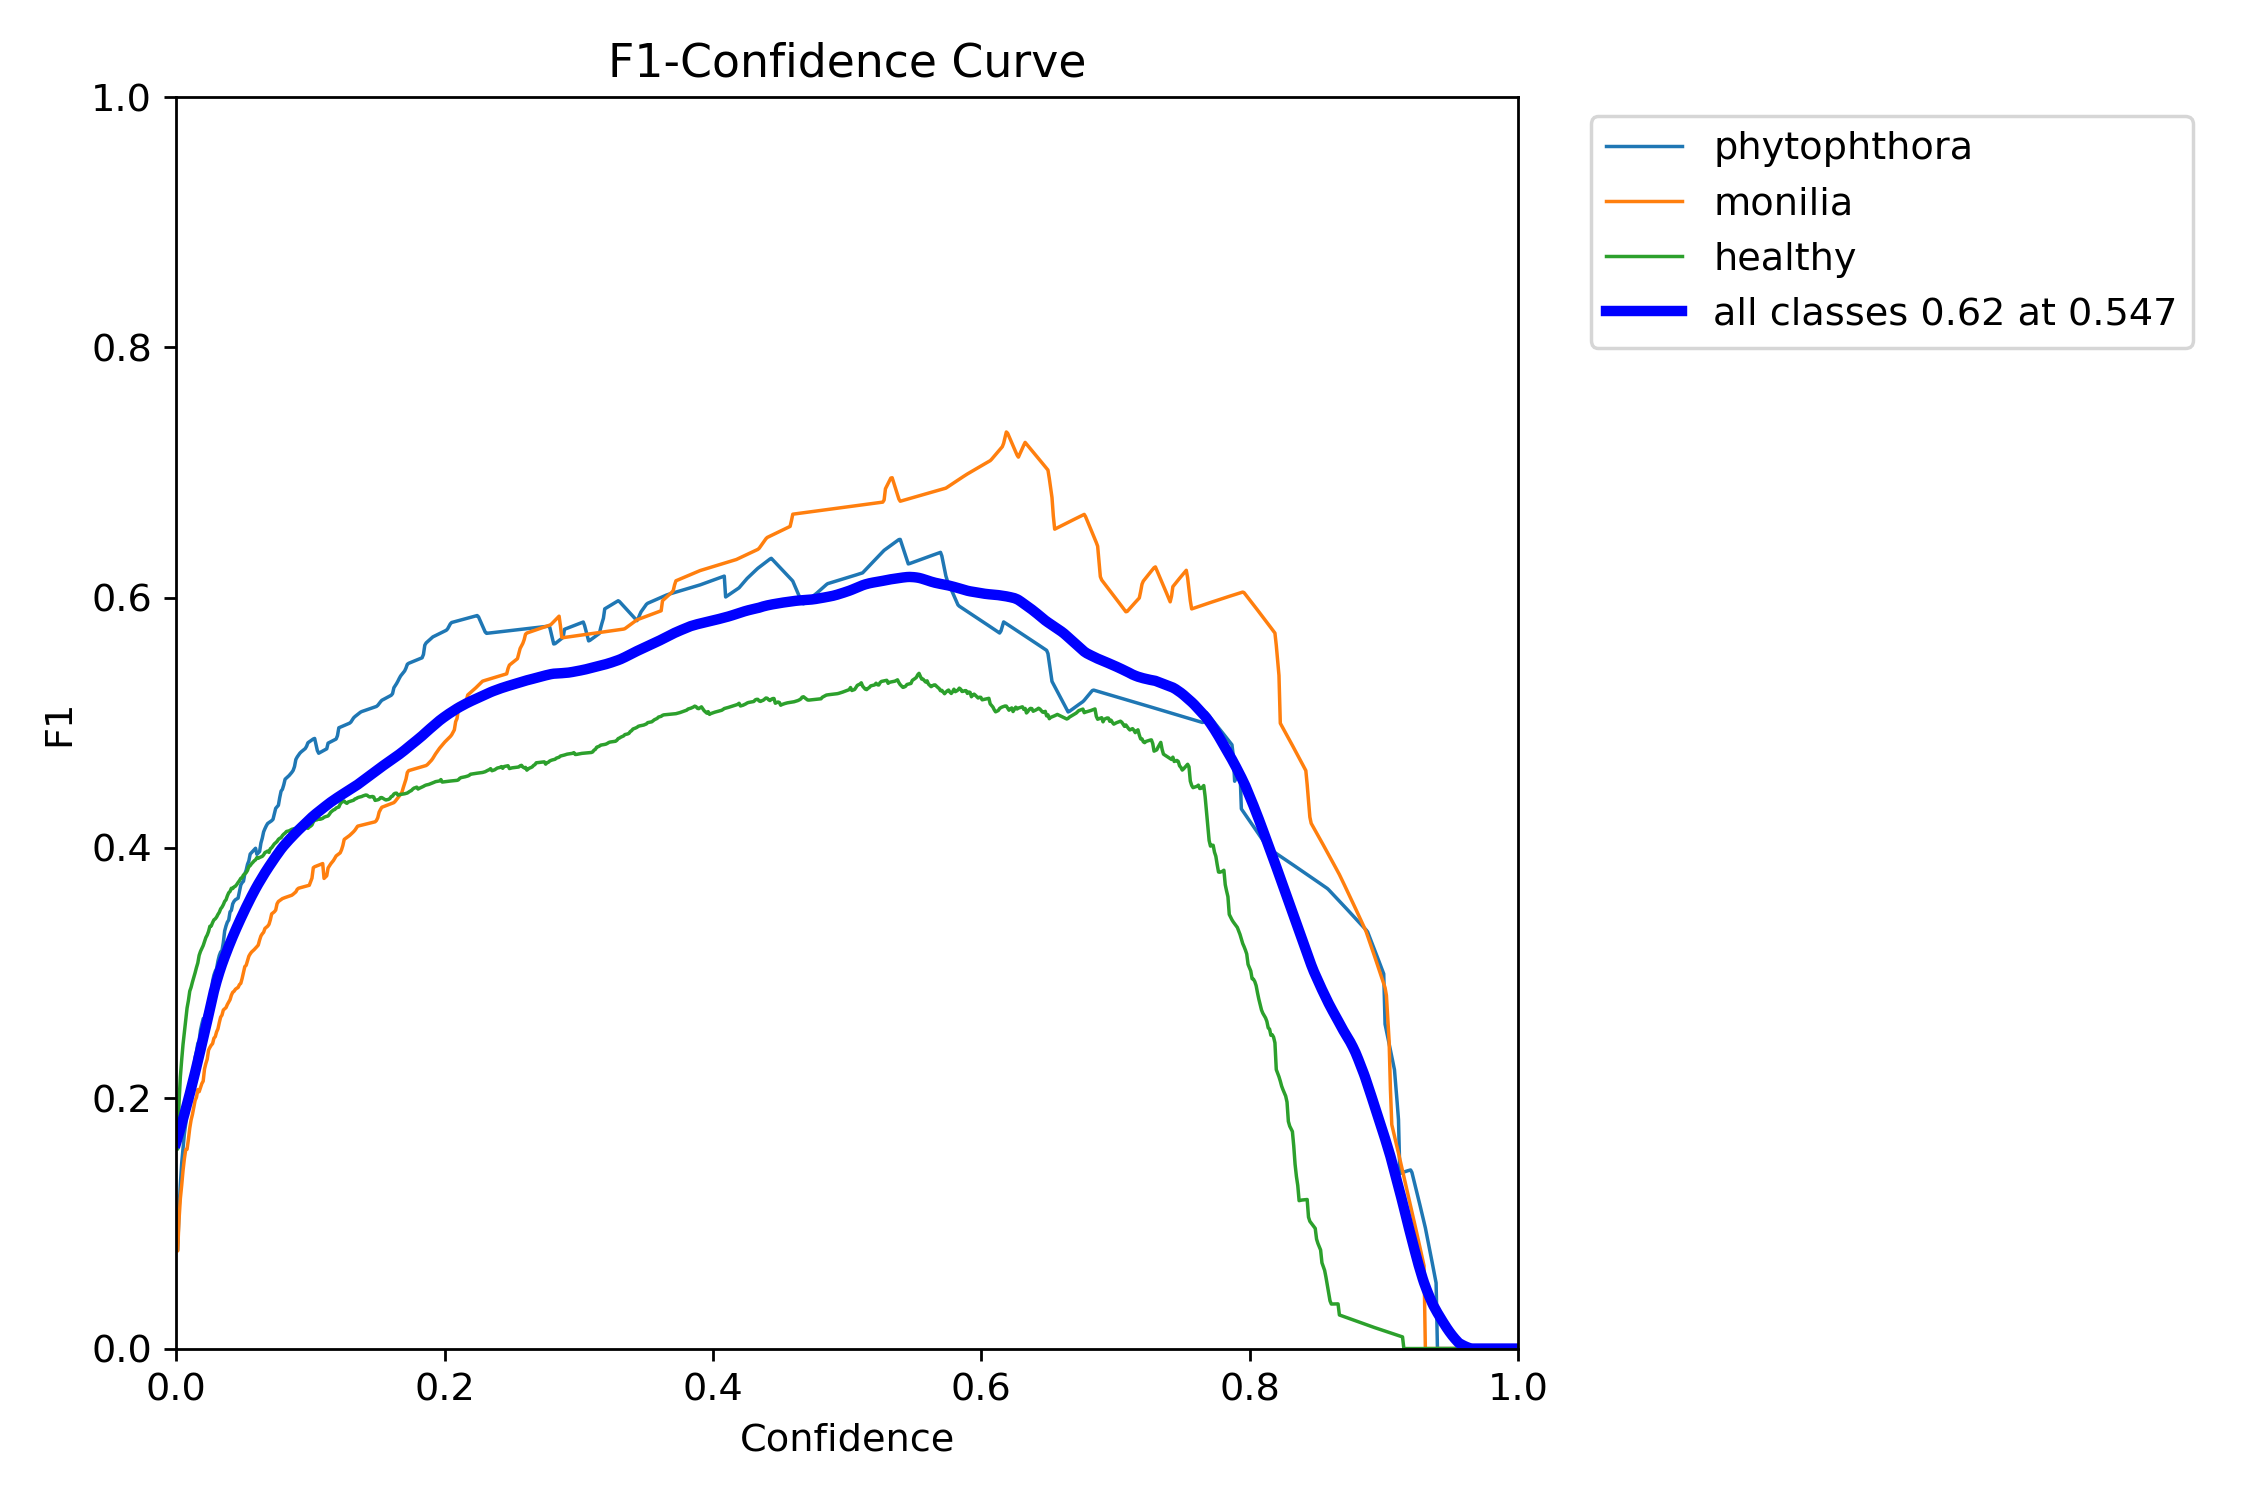 F1-Confidence Curve
1.0
0.8
0.6
0.4
0.2
0.0
F1
0.0 0.2 0.4 0.6 0.8 1.0
Confidence
phytophthora
monilia
healthy
all classes 0.62 at 0.547